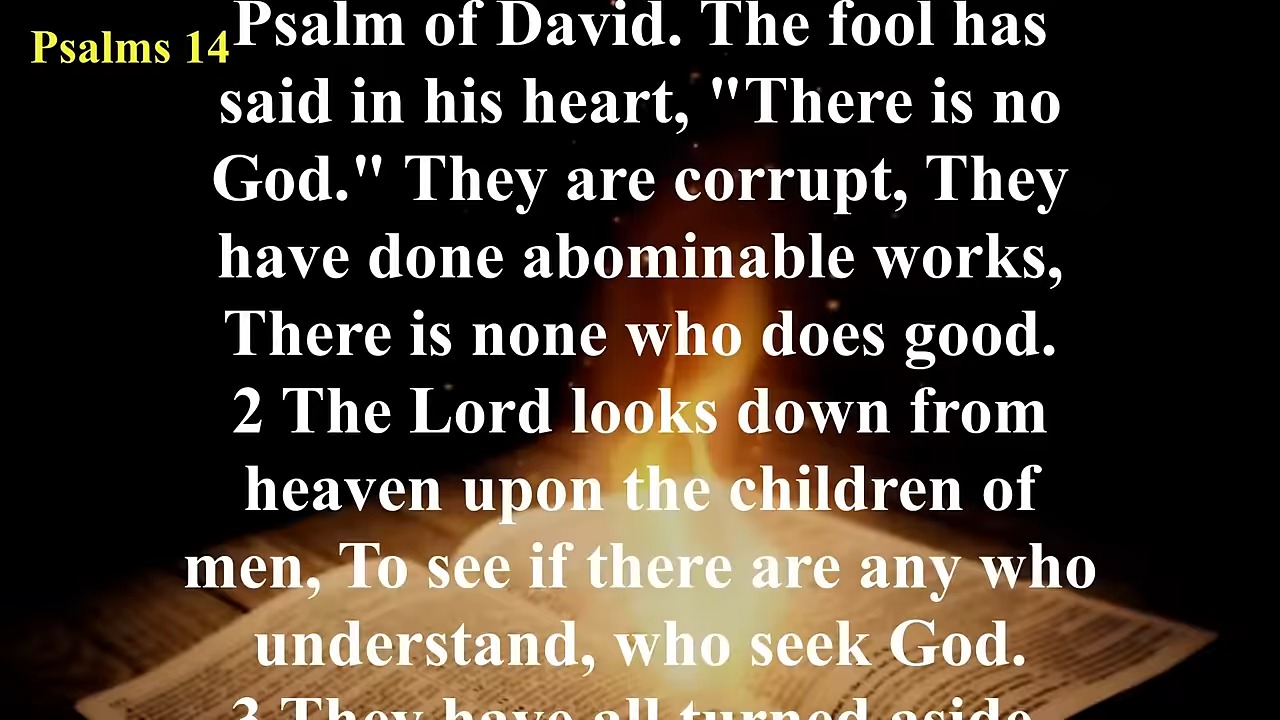 Psalms 14
Psalm of David. The fool has
said in his heart, "There is no
God." They are corrupt, They
have done abominable works,
There is none who does good.
2 The Lord looks down from
heaven upon the children of
men, To see if there are any who
understand, who seek God.
3 They have all turned aside,